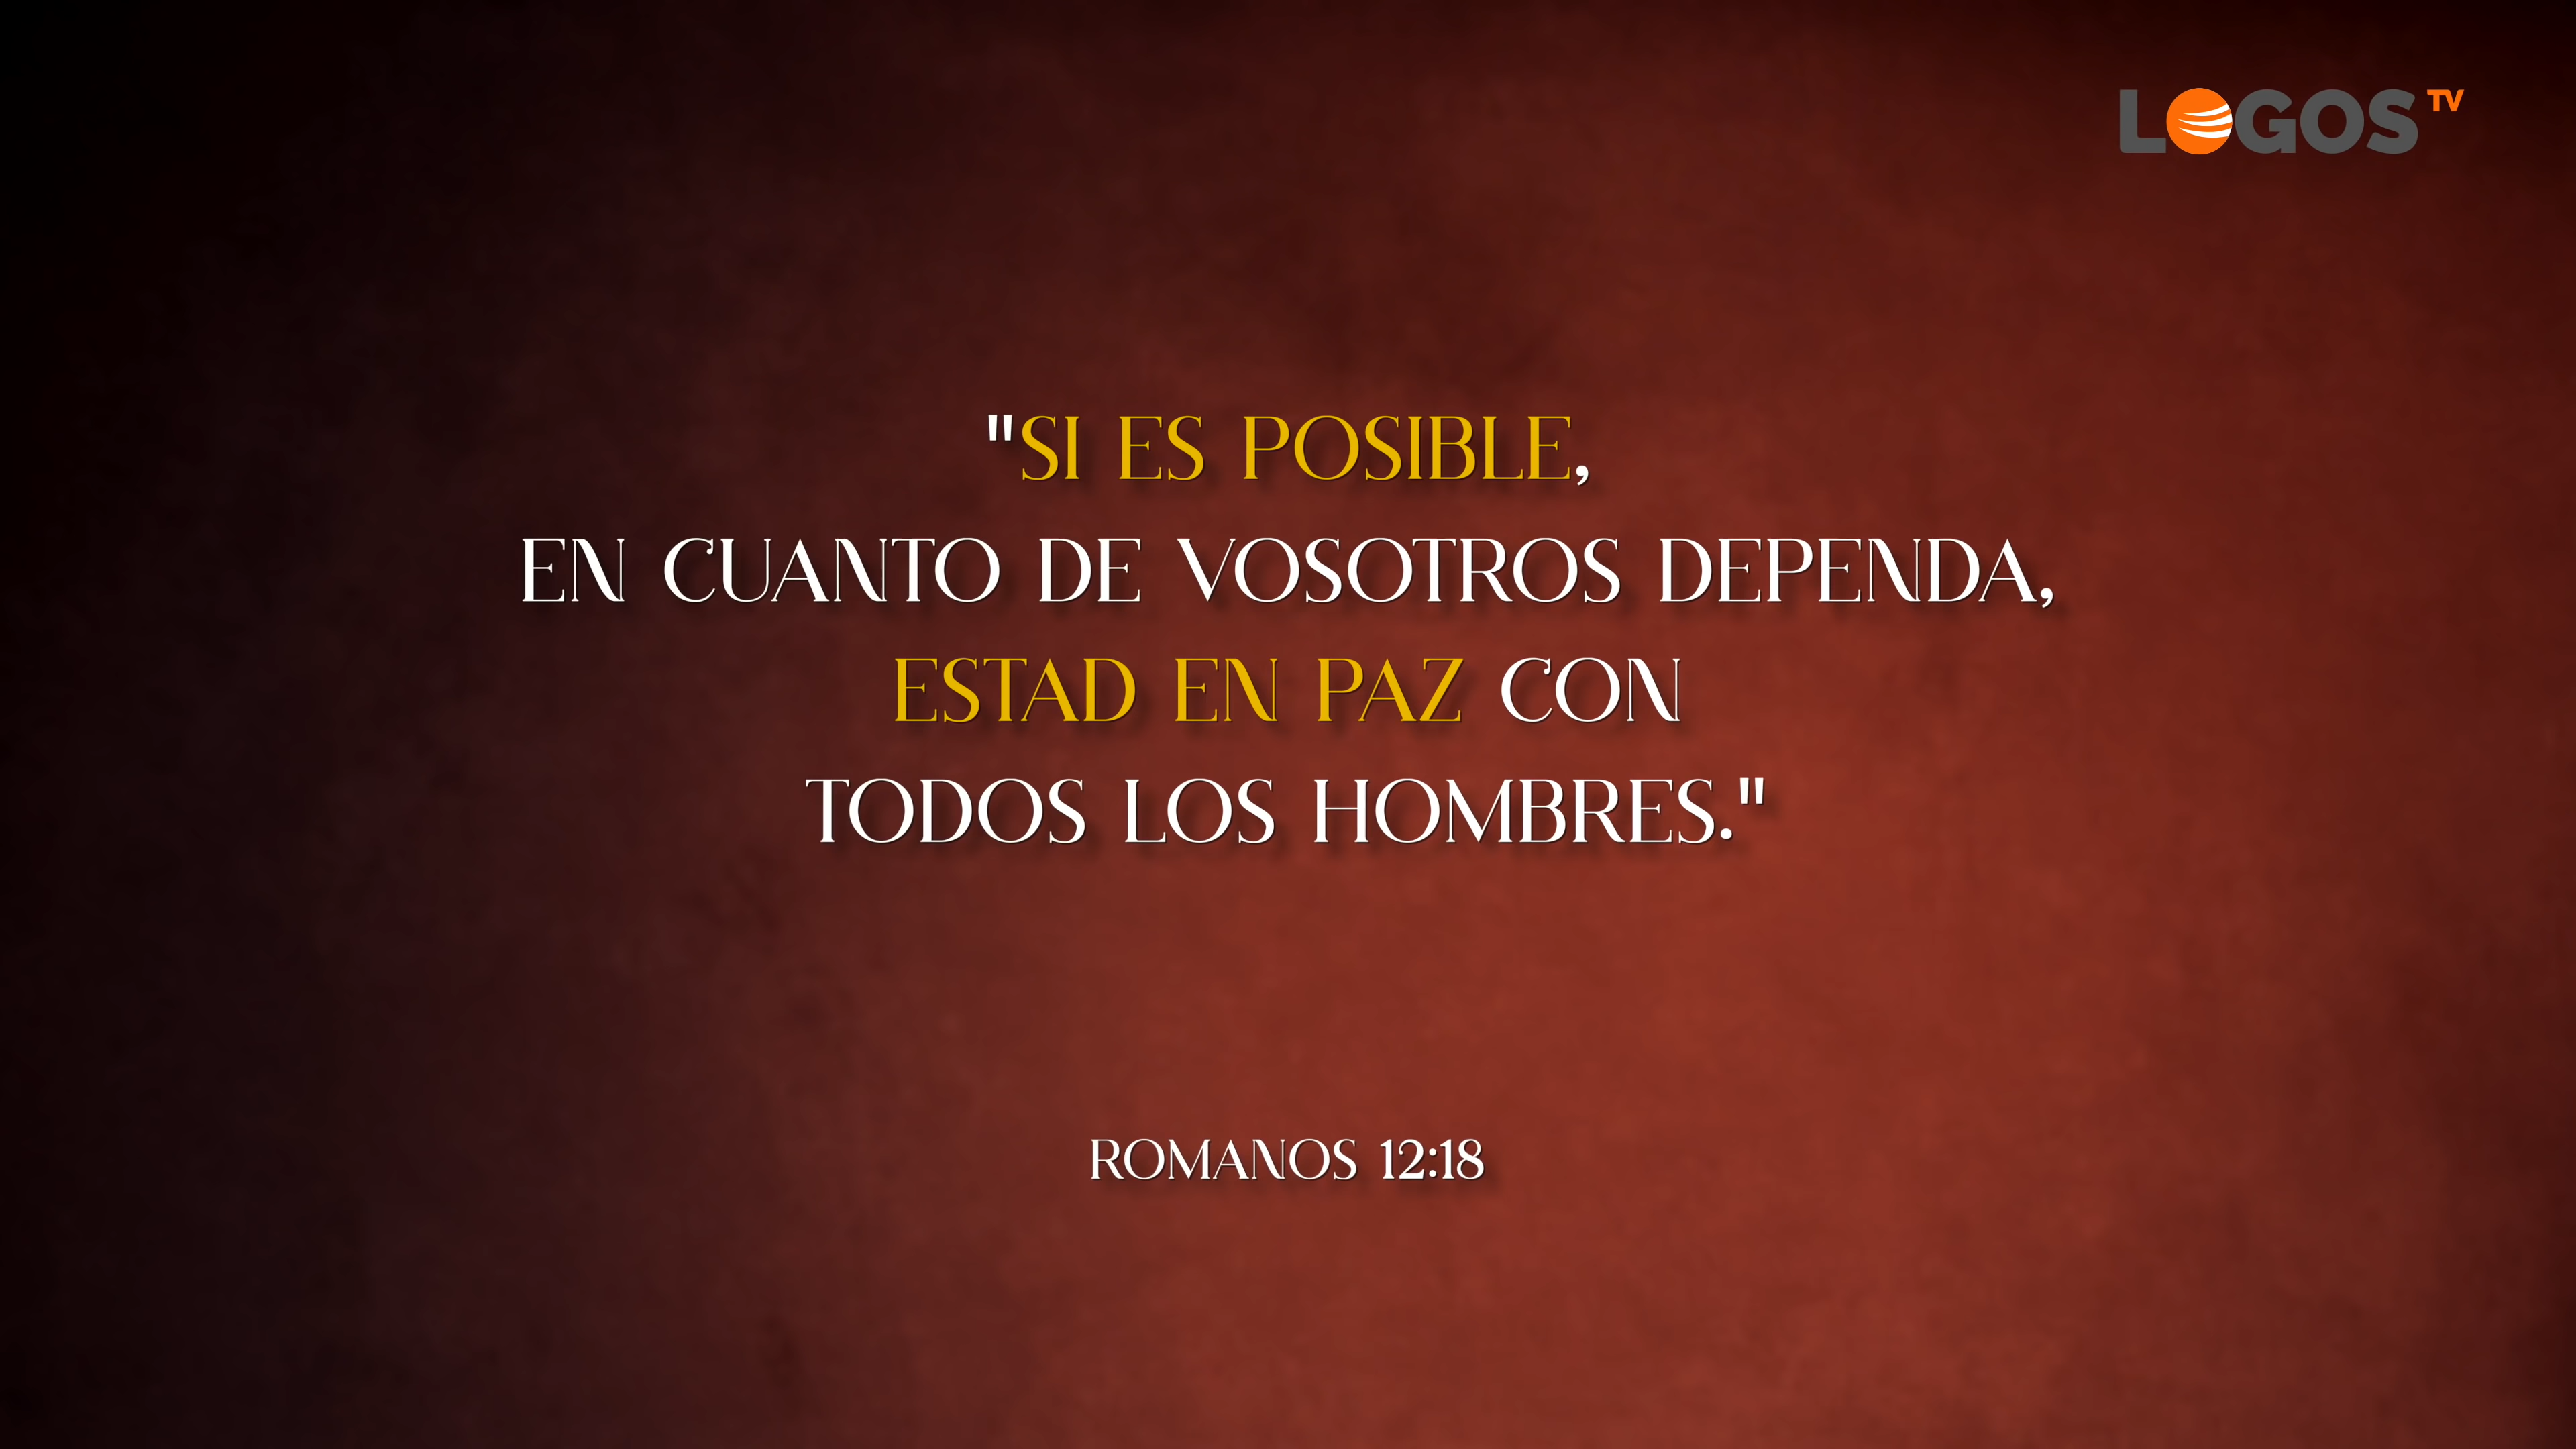 LOGOS TV
"SI ES POSIBLE,
EN CUANTO DE VOSOTROS DEPENDA,
ESTAD EN PAZ CON
TODOS LOS HOMBRES."
ROMANOS 12:18